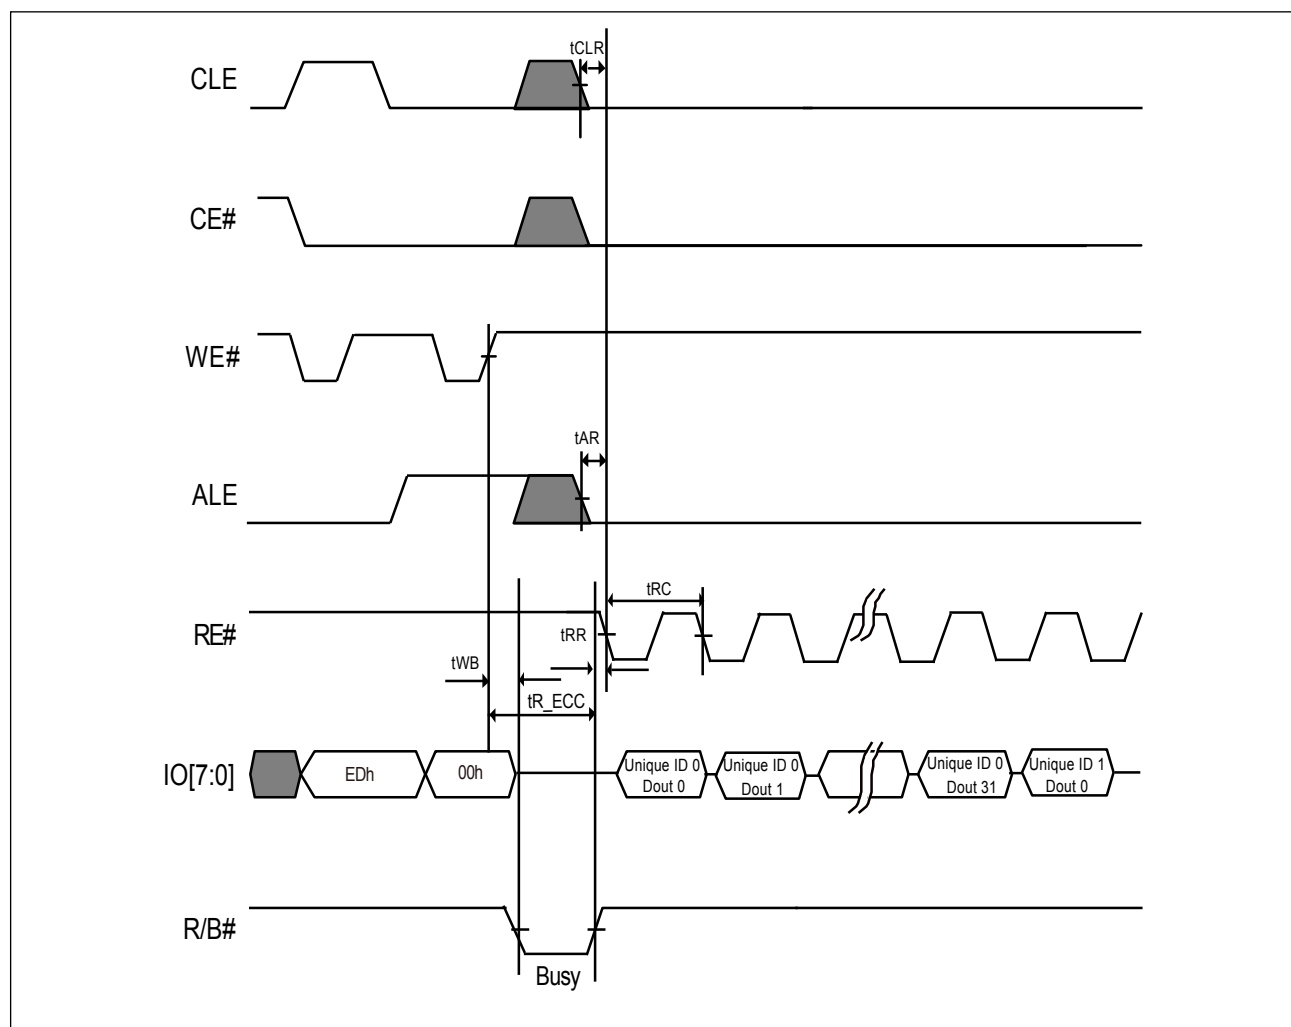 tCLR
CLE
CE#
WE#
tAR
ALE
tRC
RE#
tRR
tWB
tR_ECC
IO[7:0]
EDh
00h
Unique ID 0
Dout 0
Unique ID 0
Dout 1
Unique ID 0
Dout 31
Unique ID 1
Dout 0
R/B#
Busy